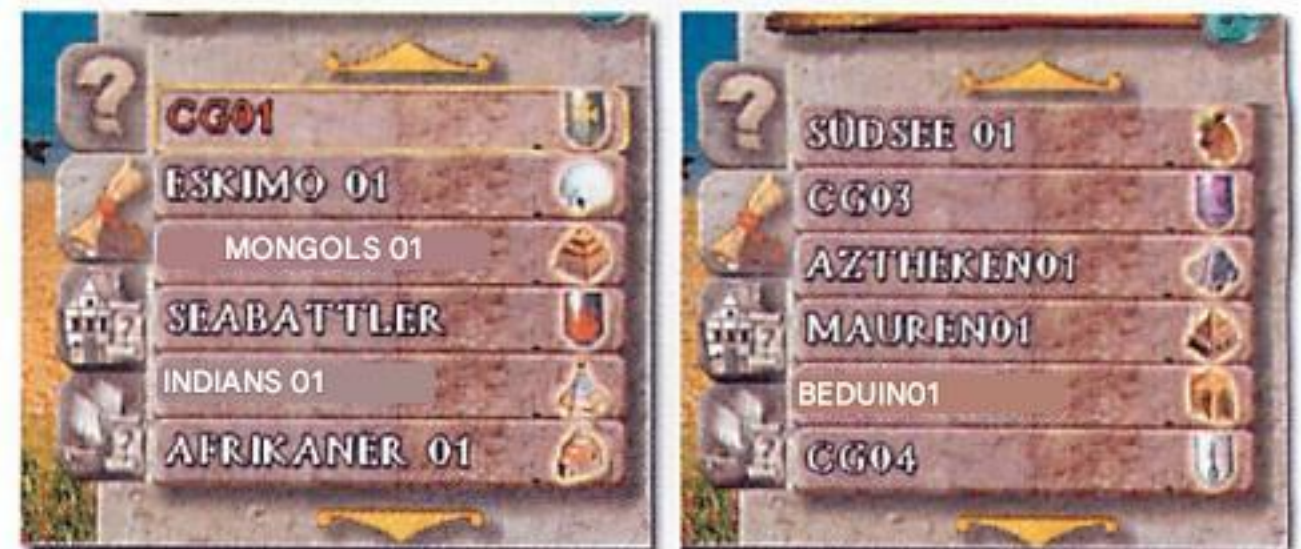 CG01
ESKIMO 01
MONGOLS 01
SEABATTLER
INDIANS 01
AFRIKANER 01
SÜDSEE 01
CG03
AZTHEKEN01
MAUREN01
BEDUIN01
CG04